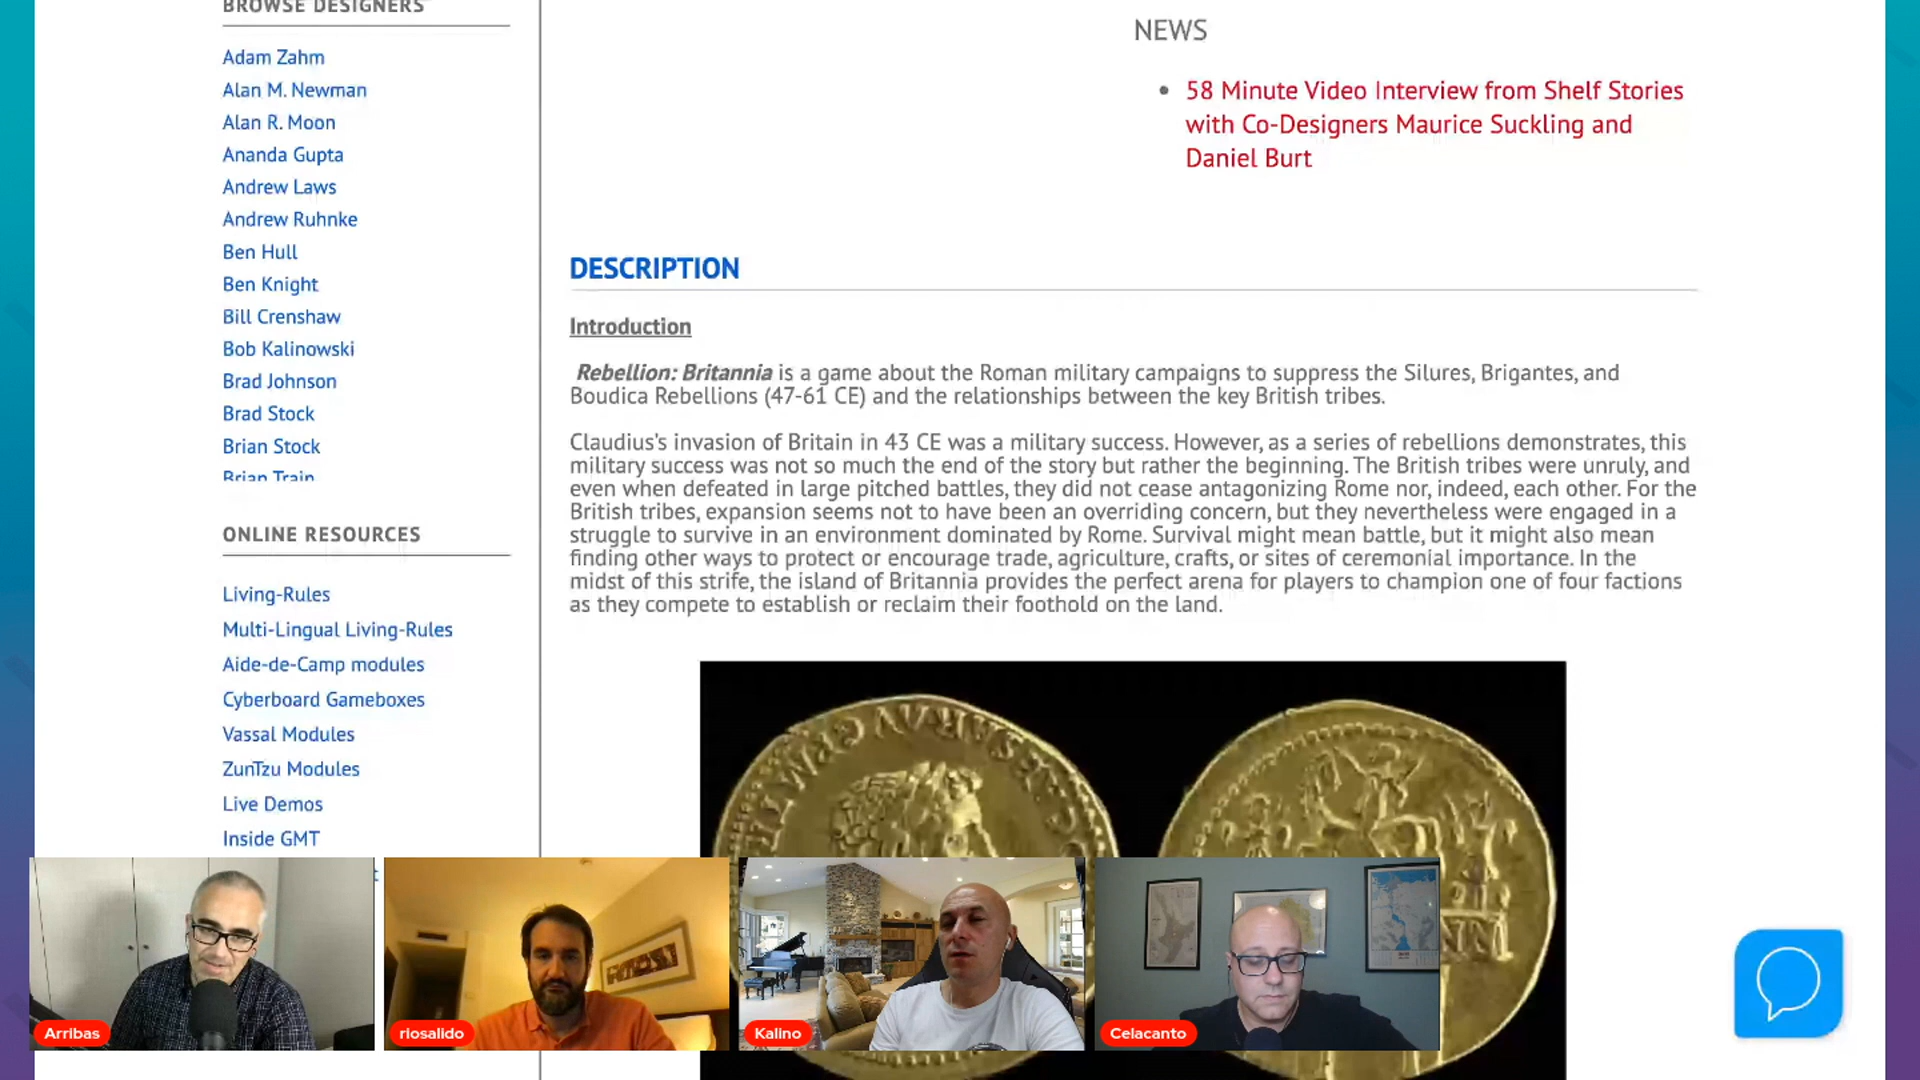 BROWSE DESIGNERS
Adam Zahm
Alan M. Newman
Alan R. Moon
Ananda Gupta
Andrew Laws
Andrew Ruhnke
Ben Hull
Ben Knight
Bill Crenshaw
Bob Kalinowski
Brad Johnson
Brad Stock
Brian Stock
Brian Train
ONLINE RESOURCES
Living-Rules
Multi-Lingual Living-Rules
Aide-de-Camp modules
Cyberboard Gameboxes
Vassal Modules
ZunTzu Modules
Live Demos
Inside GMT
NEWS
• 58 Minute Video Interview from Shelf Stories
with Co-Designers Maurice Suckling and
Daniel Burt
DESCRIPTION
Introduction
Rebellion: Britannia is a game about the Roman military campaigns to suppress the Silures, Brigantes, and
Boudica Rebellions (47-61 CE) and the relationships between the key British tribes.
Claudius's invasion of Britain in 43 CE was a military success. However, as a series of rebellions demonstrates, this
military success was not so much the end of the story but rather the beginning. The British tribes were unruly, and
even when defeated in large pitched battles, they did not cease antagonizing Rome nor, indeed, each other. For the
British tribes, expansion seems not to have been an overriding concern, but they nevertheless were engaged in a
struggle to survive in an environment dominated by Rome. Survival might mean battle, but it might also mean
finding other ways to protect or encourage trade, agriculture, crafts, or sites of ceremonial importance. In the
midst of this strife, the island of Britannia provides the perfect arena for players to champion one of four factions
as they compete to establish or reclaim their foothold on the land.
Arribas
riosalido
Kalino
Celacanto